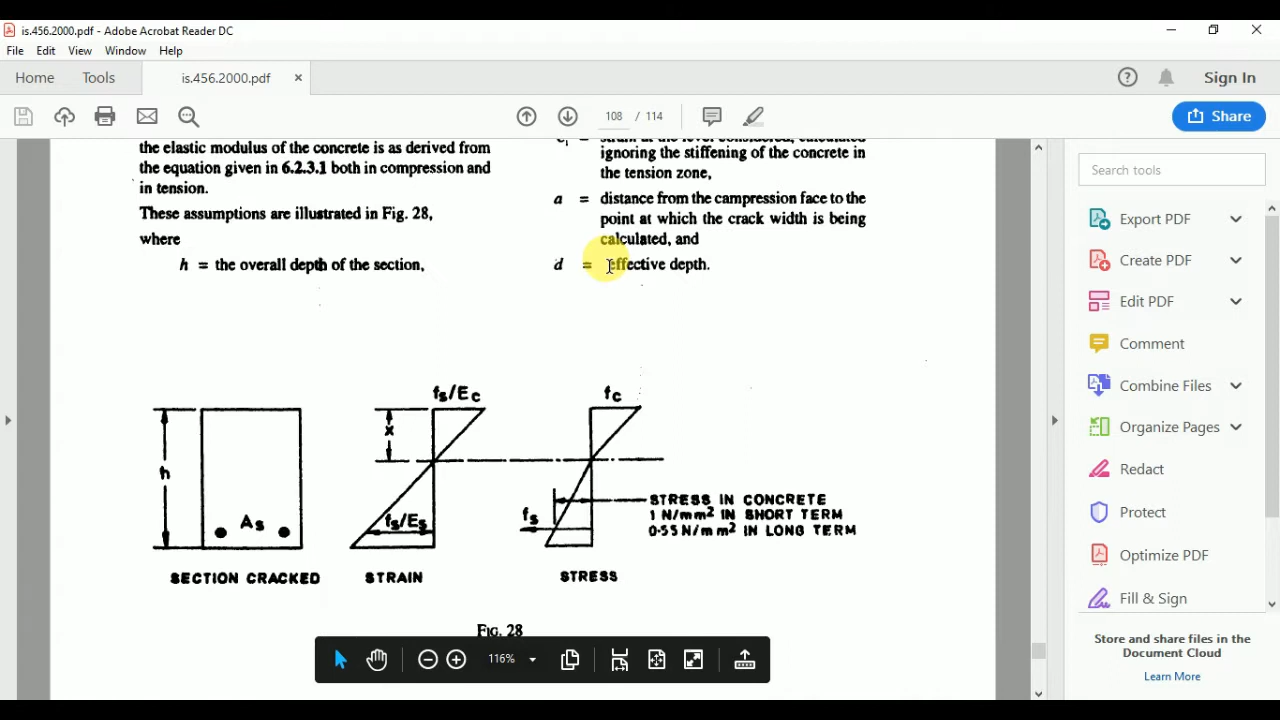 is.456.2000.pdf - Adobe Acrobat Reader DC
File Edit View Window Help
Home Tools is.456.2000.pdf × Sign In
108 / 114 Share
the elastic modulus of the concrete is as derived from
the equation given in 6.2.3.1 both in compression and
in tension.
These assumptions are illustrated in Fig. 28,
where
h = the overall depth of the section,
strain at the level considered, calculated
ignoring the stiffening of the concrete in
the tension zone,
a = distance from the campression face to the
point at which the crack width is being
calculated, and
d = effective depth.
fs/Ec
x
h
As
fs/Es
fc
fs
STRESS IN CONCRETE
1 N/mm² IN SHORT TERM
0·55 N/mm² IN LONG TERM
SECTION CRACKED
STRAIN
STRESS
FIG. 28
116%
Search tools
Export PDF
Create PDF
Edit PDF
Comment
Combine Files
Organize Pages
Redact
Protect
Optimize PDF
Fill & Sign
Store and share files in the
Document Cloud
Learn More